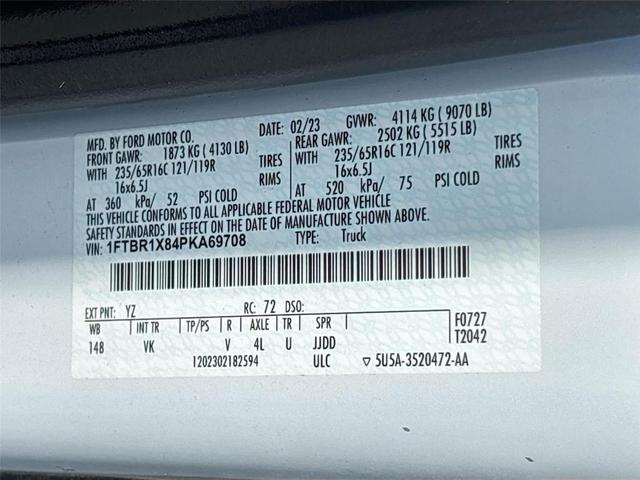 MFD. BY FORD MOTOR CO. DATE: 02/23 GVWR: 4114 KG ( 9070 LB)
FRONT GAWR: 1873 KG ( 4130 LB) REAR GAWR: 2502 KG ( 5515 LB)
WITH 235/65R16C 121/119R TIRES WITH 235/65R16C 121/119R TIRES
16x6.5J RIMS 16x6.5J RIMS
AT 360 kPa/ 52 PSI COLD AT 520 kPa/ 75 PSI COLD
THIS VEHICLE CONFORMS TO ALL APPLICABLE FEDERAL MOTOR VEHICLE
SAFETY STANDARDS IN EFFECT ON THE DATE OF MANUFACTURE SHOWN ABOVE.
VIN: 1FTBR1X84PKA69708 TYPE: Truck
EXT PNT: YZ RC: 72 DSO:
WB INT TR TP/PS R AXLE TR SPR F0727
148 VK V 4L U JJDD T2042
1202302182594 ULC ▽ 5U5A-3520472-AA